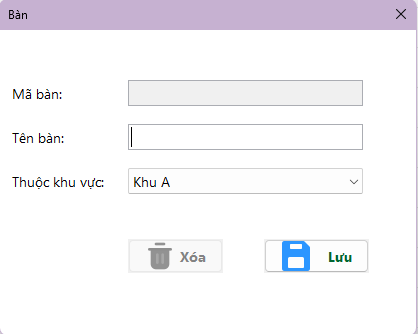 Bàn
Mã bàn:
Tên bàn:
Thuộc khu vực: Khu A
Xóa Lưu